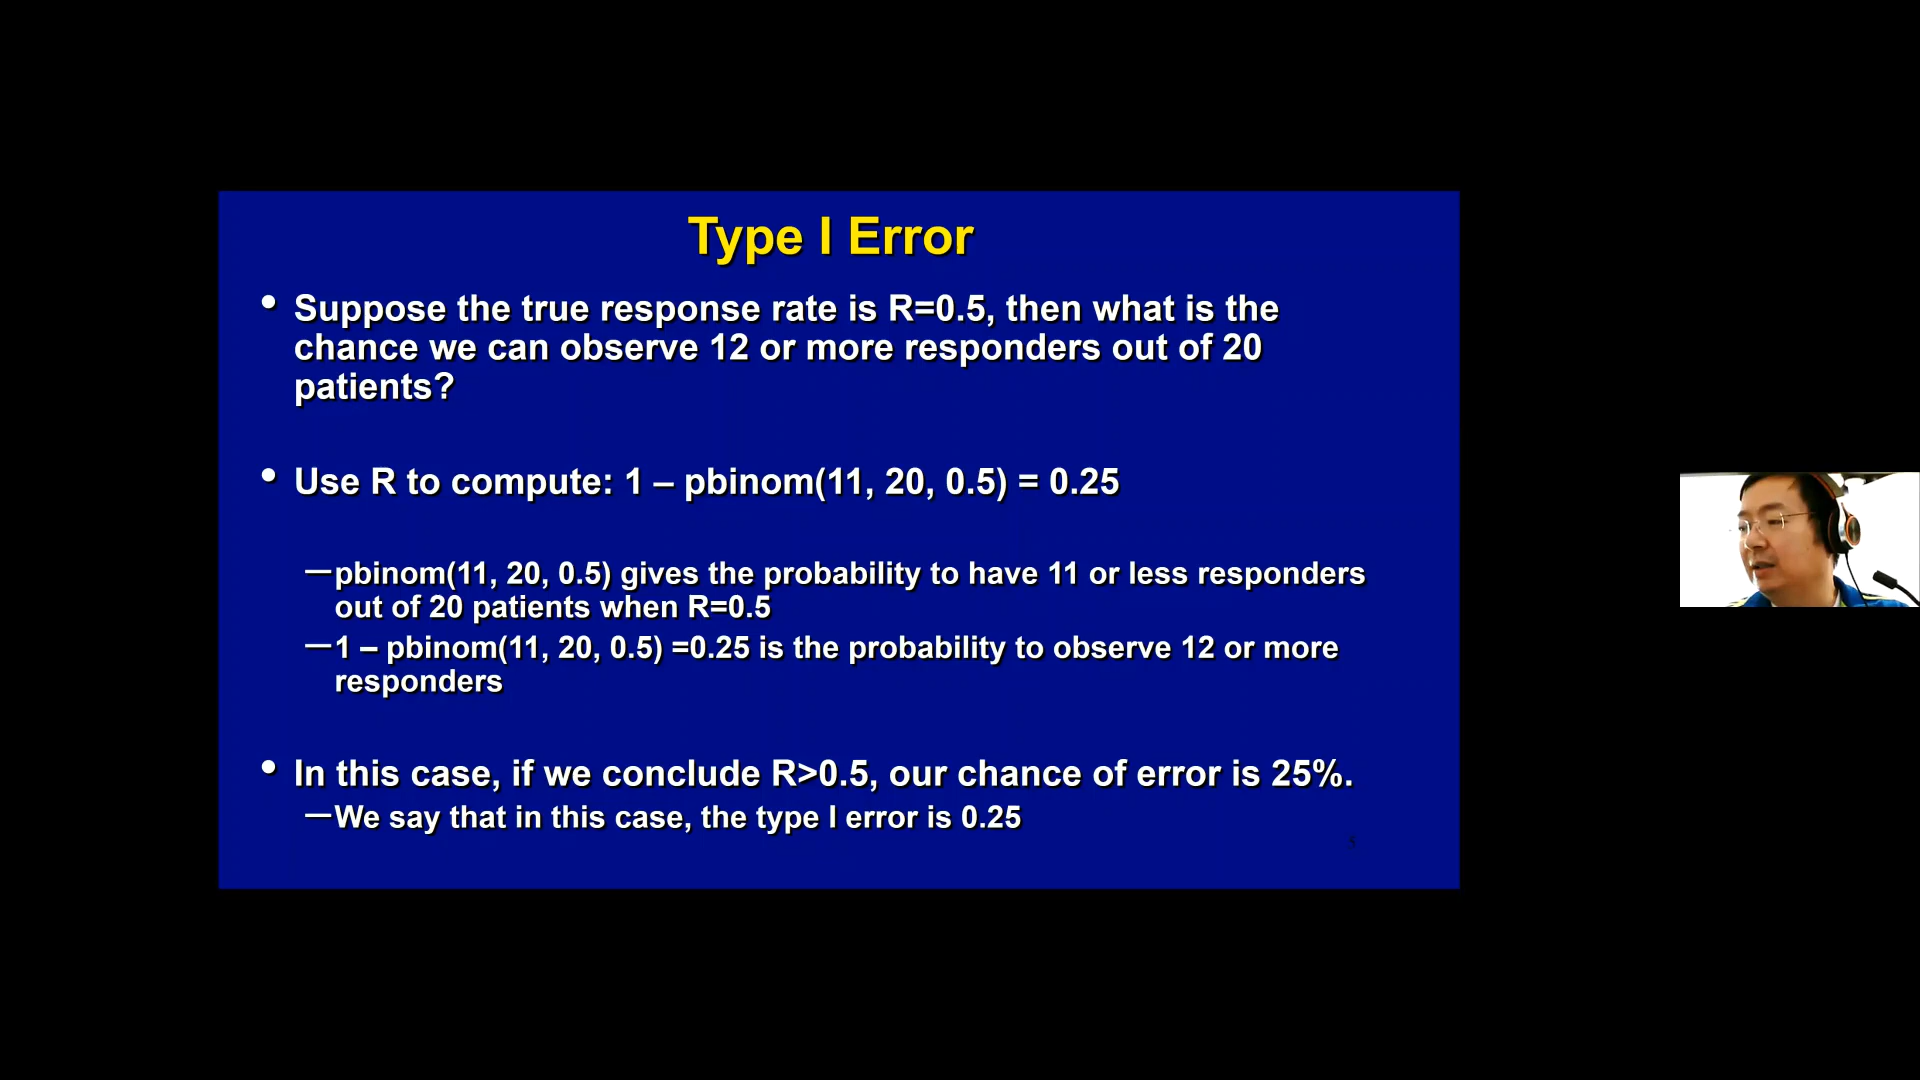 Type I Error
• Suppose the true response rate is R=0.5, then what is the
chance we can observe 12 or more responders out of 20
patients?
• Use R to compute: 1 – pbinom(11, 20, 0.5) = 0.25
—pbinom(11, 20, 0.5) gives the probability to have 11 or less responders
out of 20 patients when R=0.5
—1 – pbinom(11, 20, 0.5) =0.25 is the probability to observe 12 or more
responders
• In this case, if we conclude R>0.5, our chance of error is 25%.
—We say that in this case, the type I error is 0.25